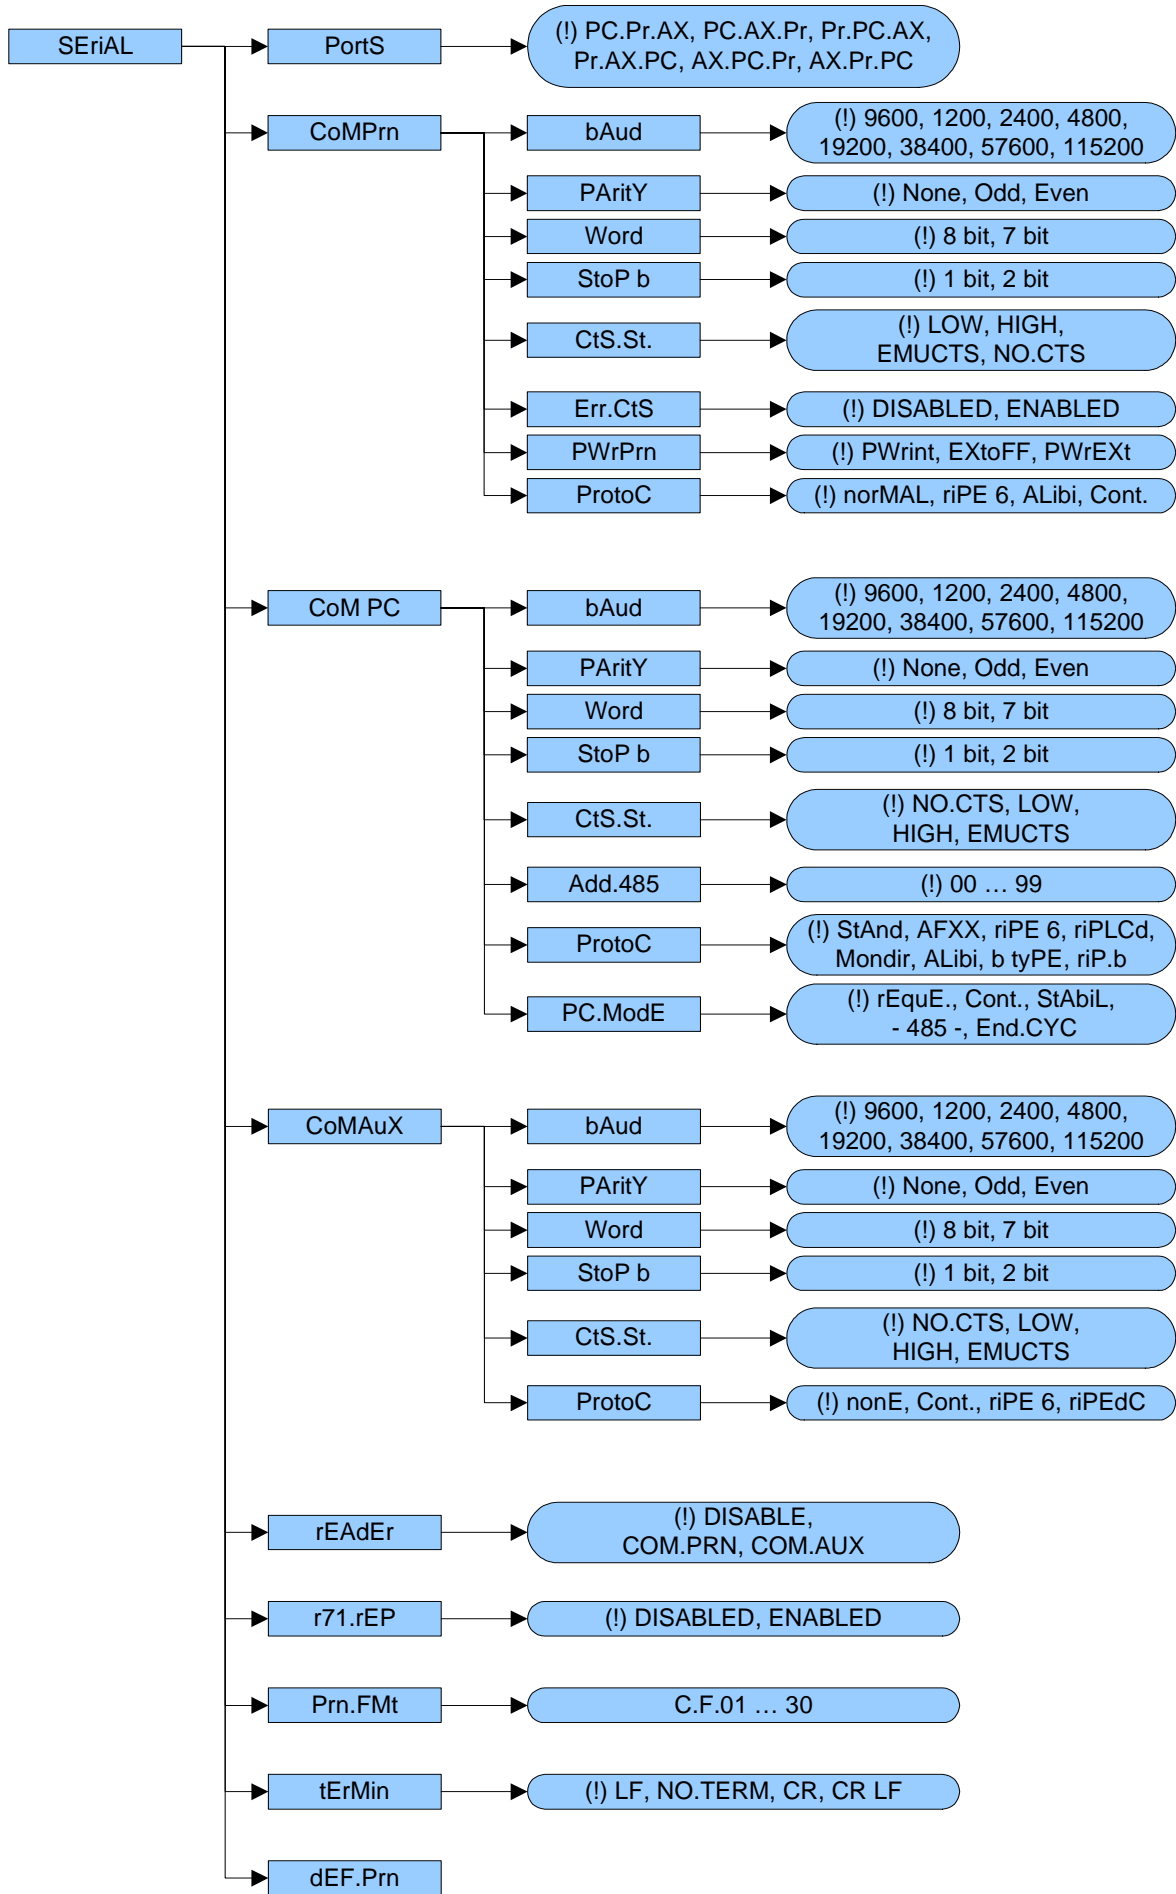 SEriAL
PortS
(!) PC.Pr.AX, PC.AX.Pr, Pr.PC.AX,
Pr.AX.PC, AX.PC.Pr, AX.Pr.PC
CoMPrn
bAud
(!) 9600, 1200, 2400, 4800,
19200, 38400, 57600, 115200
PAritY
(!) None, Odd, Even
Word
(!) 8 bit, 7 bit
StoP b
(!) 1 bit, 2 bit
CtS.St.
(!) LOW, HIGH,
EMUCTS, NO.CTS
Err.CtS
(!) DISABLED, ENABLED
PWrPrn
(!) PWrint, EXtoFF, PWrEXt
ProtoC
(!) norMAL, riPE 6, ALibi, Cont.
CoM PC
bAud
(!) 9600, 1200, 2400, 4800,
19200, 38400, 57600, 115200
PAritY
(!) None, Odd, Even
Word
(!) 8 bit, 7 bit
StoP b
(!) 1 bit, 2 bit
CtS.St.
(!) NO.CTS, LOW,
HIGH, EMUCTS
Add.485
(!) 00 … 99
ProtoC
(!) StAnd, AFXX, riPE 6, riPLCd,
Mondir, ALibi, b tyPE, riP.b
PC.ModE
(!) rEquE., Cont., StAbiL,
- 485 -, End.CYC
CoMAuX
bAud
(!) 9600, 1200, 2400, 4800,
19200, 38400, 57600, 115200
PAritY
(!) None, Odd, Even
Word
(!) 8 bit, 7 bit
StoP b
(!) 1 bit, 2 bit
CtS.St.
(!) NO.CTS, LOW,
HIGH, EMUCTS
ProtoC
(!) nonE, Cont., riPE 6, riPEdC
rEAdEr
(!) DISABLE,
COM.PRN, COM.AUX
r71.rEP
(!) DISABLED, ENABLED
Prn.FMt
C.F.01 … 30
tErMin
(!) LF, NO.TERM, CR, CR LF
dEF.Prn